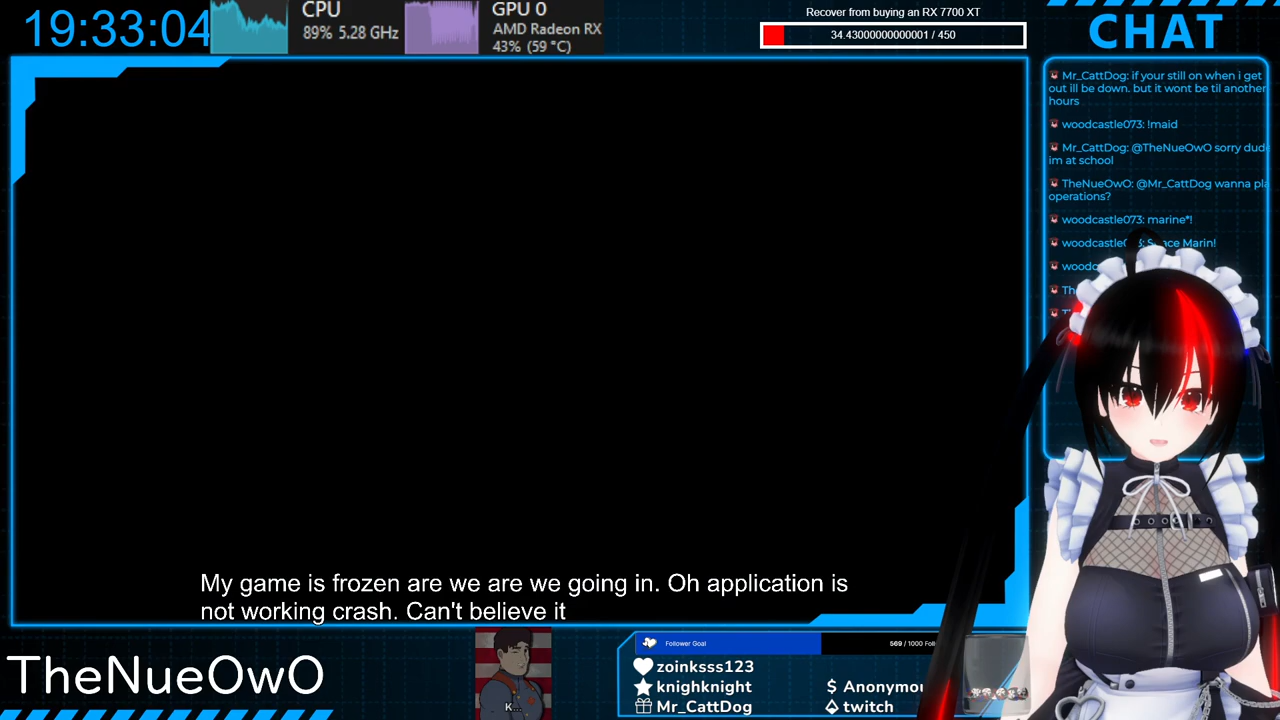 19:33:04
CPU
89% 5.28 GHz
GPU 0
AMD Radeon RX
43% (59 °C)
Recover from buying an RX 7700 XT
34.43000000000001 / 450
CHAT
Mr_CattDog: if your still on when i get
out ill be down. but it wont be til another
hours
woodcastle073: !maid
Mr_CattDog: @TheNueOwO sorry dude
im at school
TheNueOwO: @Mr_CattDog wanna pla
operations?
woodcastle073: marine*!
Marin!
My game is frozen are we are we going in. Oh application is
not working crash. Can't believe it
TheNueOwO
K...
Follower Goal
569 / 1000 Foll
zoinksss123
knighknight
Mr_CattDog
$ Anonymou
twitch